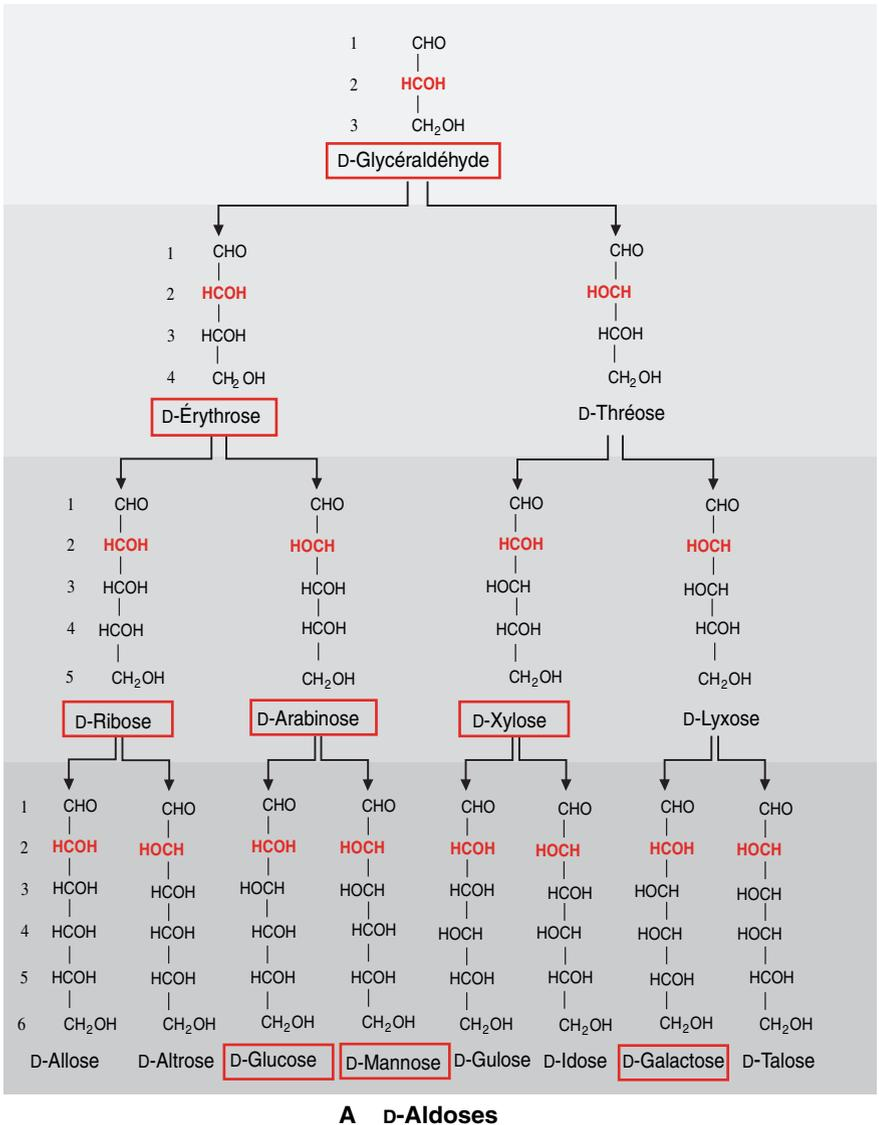 1 CHO
2 HCOH
3 CH2OH
D-Glycéraldéhyde
1 CHO CHO
2 HCOH HOCH
3 HCOH HCOH
4 CH2 OH CH2OH
D-Érythrose D-Thréose
1 CHO CHO CHO CHO
2 HCOH HOCH HCOH HOCH
3 HCOH HCOH HOCH HOCH
4 HCOH HCOH HCOH HCOH
5 CH2OH CH2OH CH2OH CH2OH
D-Ribose D-Arabinose D-Xylose D-Lyxose
1 CHO CHO CHO CHO CHO CHO CHO CHO
2 HCOH HOCH HCOH HOCH HCOH HOCH HCOH HOCH
3 HCOH HCOH HOCH HOCH HCOH HCOH HOCH HOCH
4 HCOH HCOH HCOH HCOH HOCH HOCH HOCH HOCH
5 HCOH HCOH HCOH HCOH HCOH HCOH HCOH HCOH
6 CH2OH CH2OH CH2OH CH2OH CH2OH CH2OH CH2OH CH2OH
D-Allose D-Altrose D-Glucose D-Mannose D-Gulose D-Idose D-Galactose D-Talose
A D-Aldoses